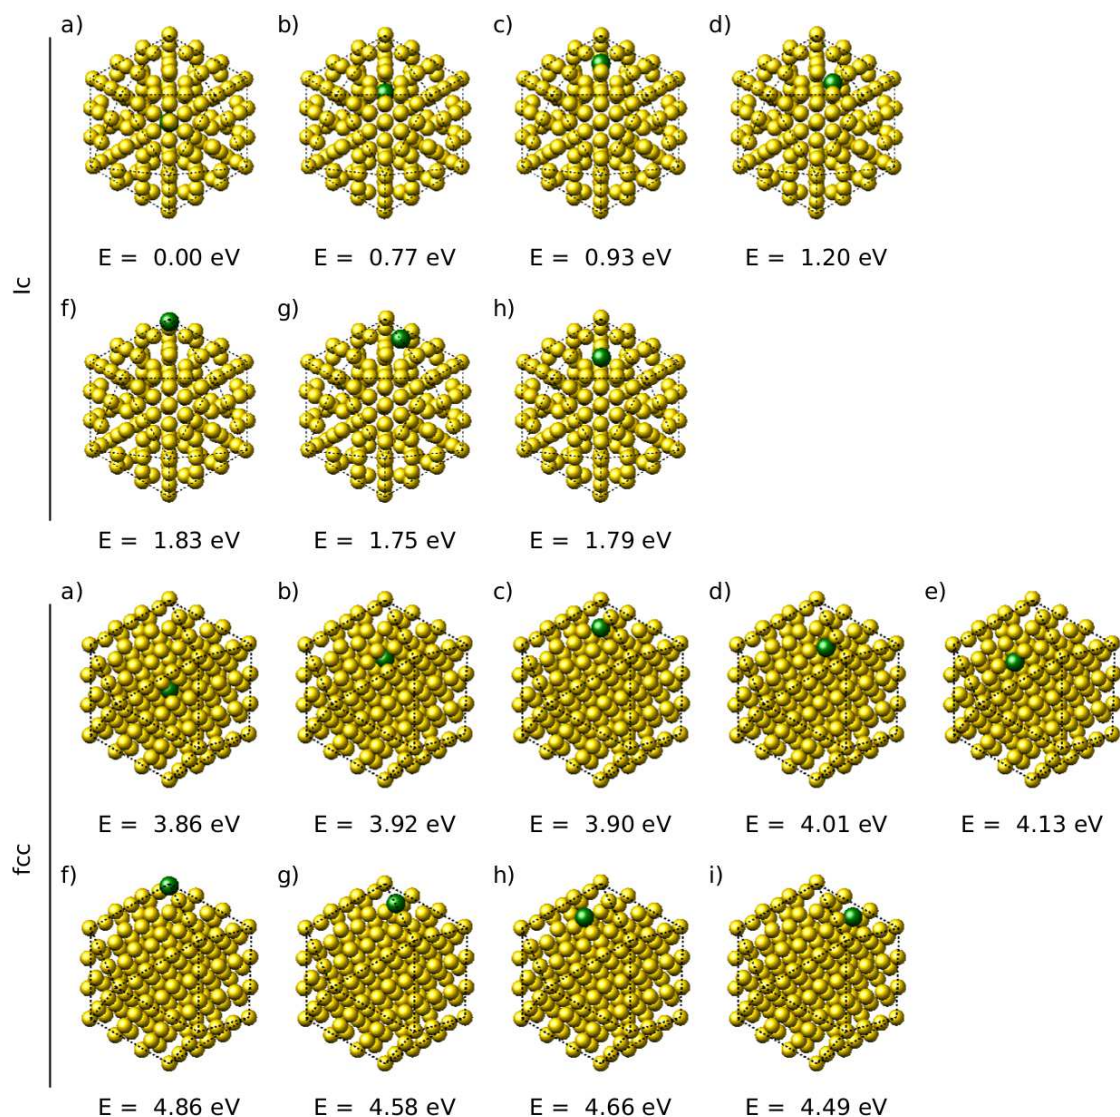 a) b) c) d)
E = 0.00 eV E = 0.77 eV E = 0.93 eV E = 1.20 eV
Ic
f) g) h)
E = 1.83 eV E = 1.75 eV E = 1.79 eV
a) b) c) d) e)
E = 3.86 eV E = 3.92 eV E = 3.90 eV E = 4.01 eV E = 4.13 eV
fcc
f) g) h) i)
E = 4.86 eV E = 4.58 eV E = 4.66 eV E = 4.49 eV